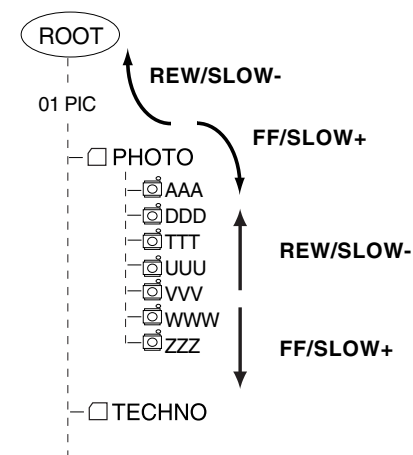 ROOT
REW/SLOW-
01 PIC
FF/SLOW+
PHOTO
AAA
DDD
TTT
REW/SLOW-
UUU
VVV
WWW
ZZZ
FF/SLOW+
TECHNO